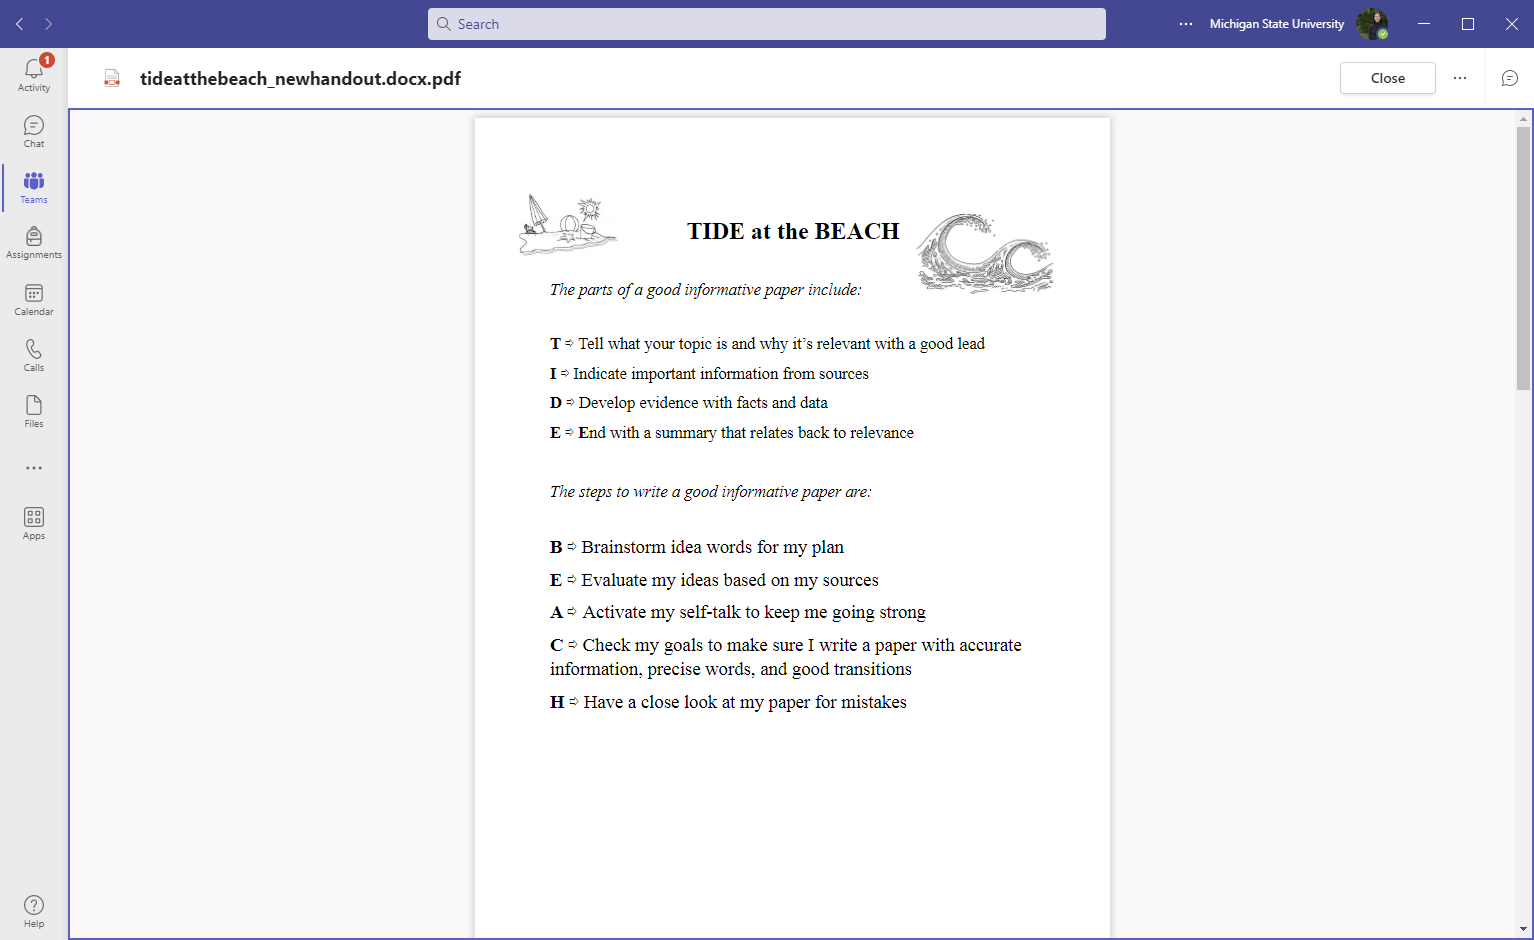 Search
Michigan State University
1
Activity
tideatthebeach_newhandout.docx.pdf
Close
Chat
Teams
Assignments
Calendar
Calls
Files
Apps
Help
TIDE at the BEACH
The parts of a good informative paper include:
T ➩ Tell what your topic is and why it’s relevant with a good lead
I ➩ Indicate important information from sources
D ➩ Develop evidence with facts and data
E ➩ End with a summary that relates back to relevance
The steps to write a good informative paper are:
B ➩ Brainstorm idea words for my plan
E ➩ Evaluate my ideas based on my sources
A ➩ Activate my self-talk to keep me going strong
C ➩ Check my goals to make sure I write a paper with accurate
information, precise words, and good transitions
H ➩ Have a close look at my paper for mistakes